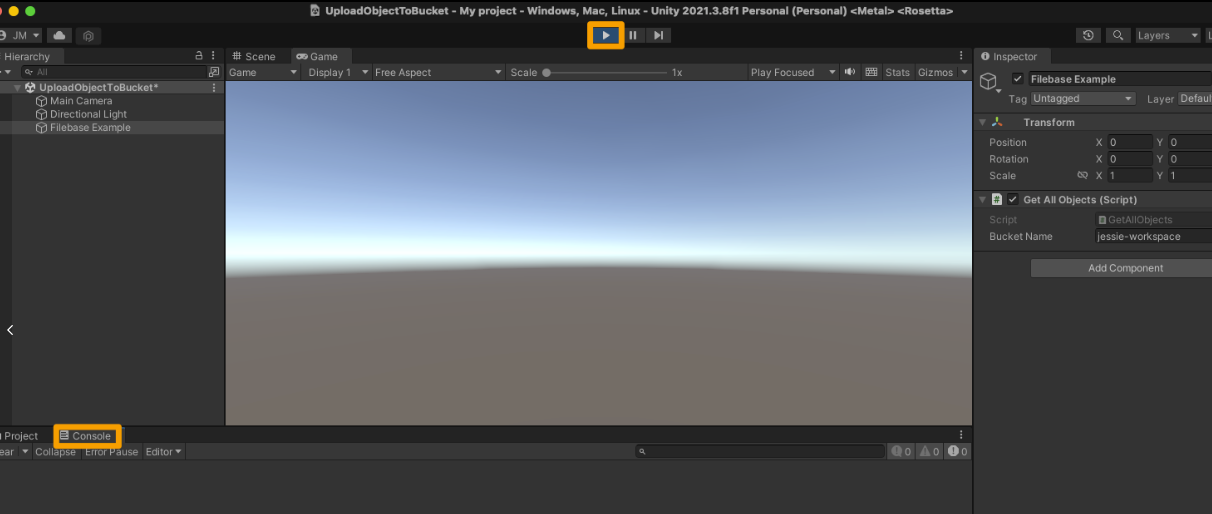 UploadObjectToBucket - My project - Windows, Mac, Linux - Unity 2021.3.8f1 Personal (Personal) <Metal> <Rosetta>
JM Layers
Hierarchy
All
UploadObjectToBucket*
Main Camera
Directional Light
Filebase Example
Scene Game
Game Display 1 Free Aspect Scale 1x Play Focused Stats Gizmos
Inspector
Filebase Example
Tag Untagged Layer Default
Transform
Position X 0 Y 0
Rotation X 0 Y 0
Scale X 1 Y 1
# Get All Objects (Script)
Script GetAllObjects
Bucket Name jessie-workspace
Add Component
Project Console
ear Collapse Error Pause Editor 0 0 0